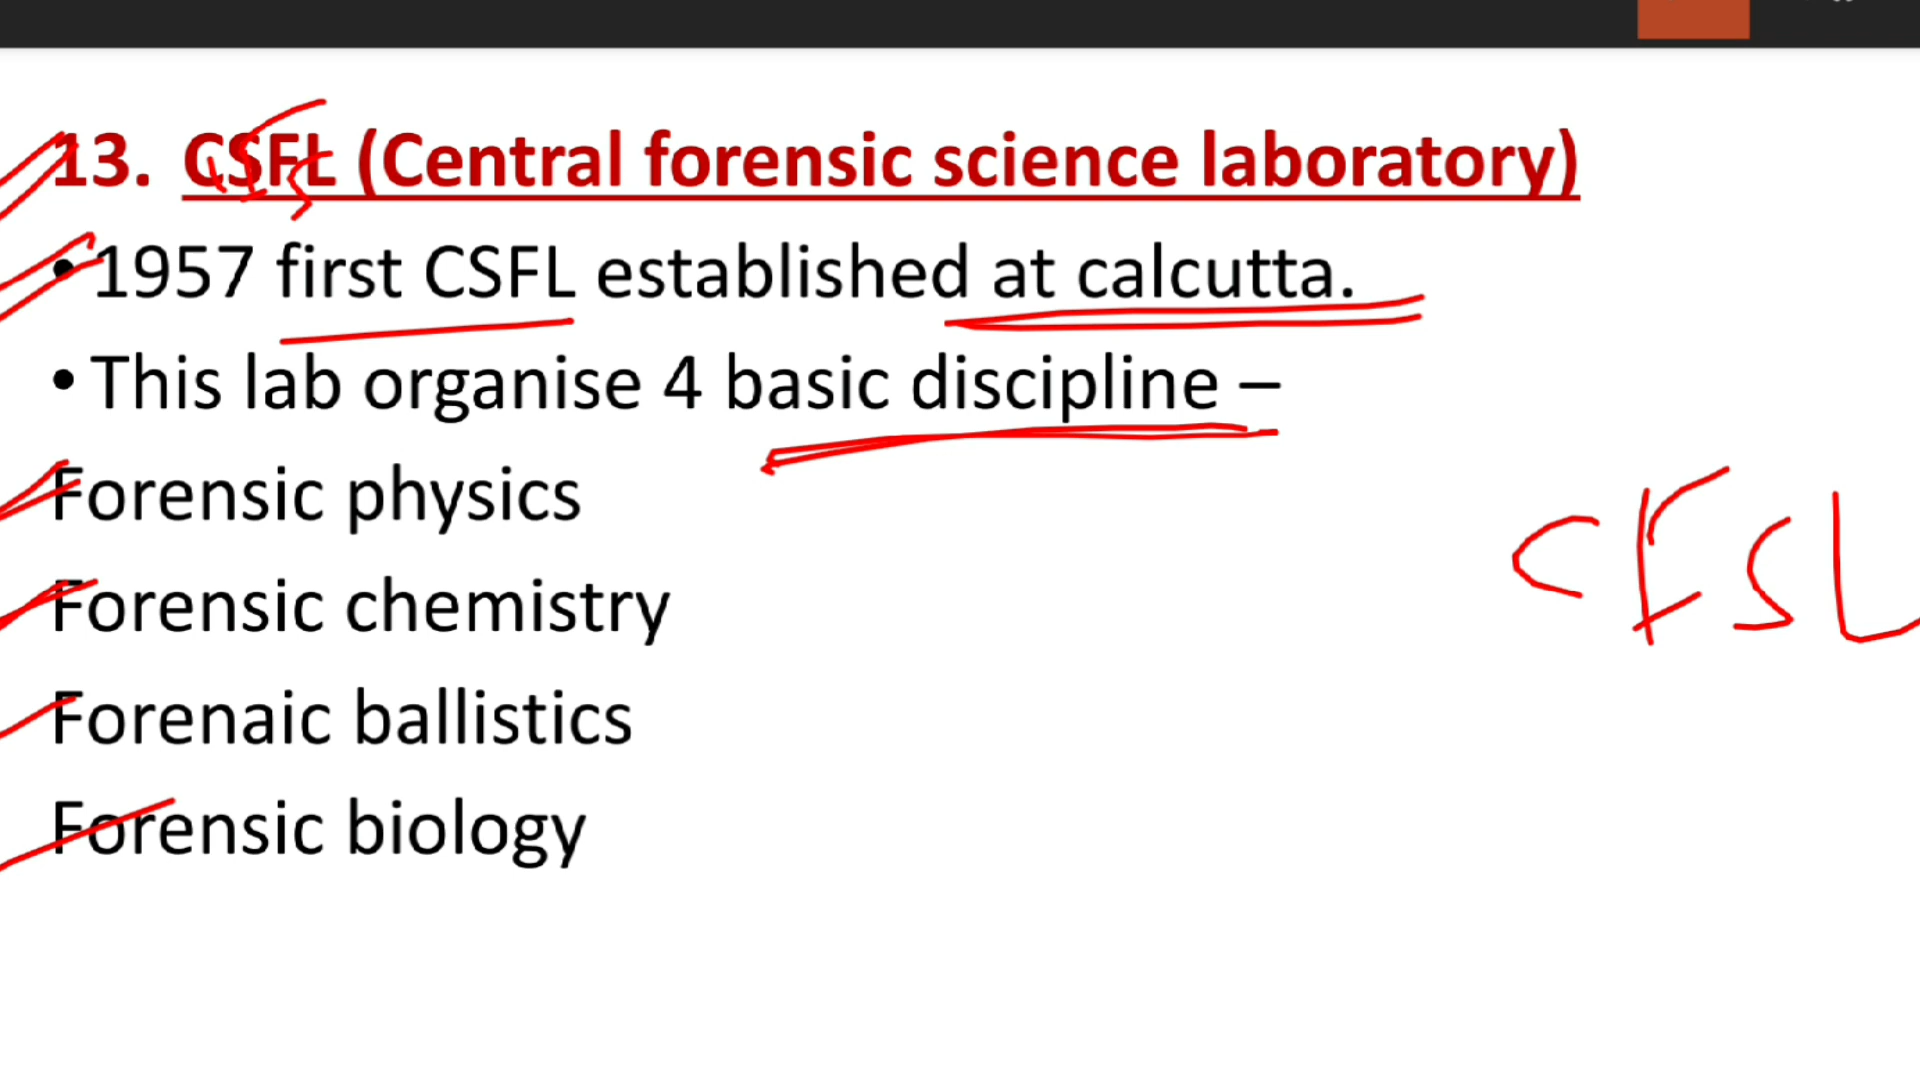 13. CSFL (Central forensic science laboratory)
• 1957 first CSFL established at calcutta.
• This lab organise 4 basic discipline –
Forensic physics
Forensic chemistry
Forenaic ballistics
Forensic biology
CFSL